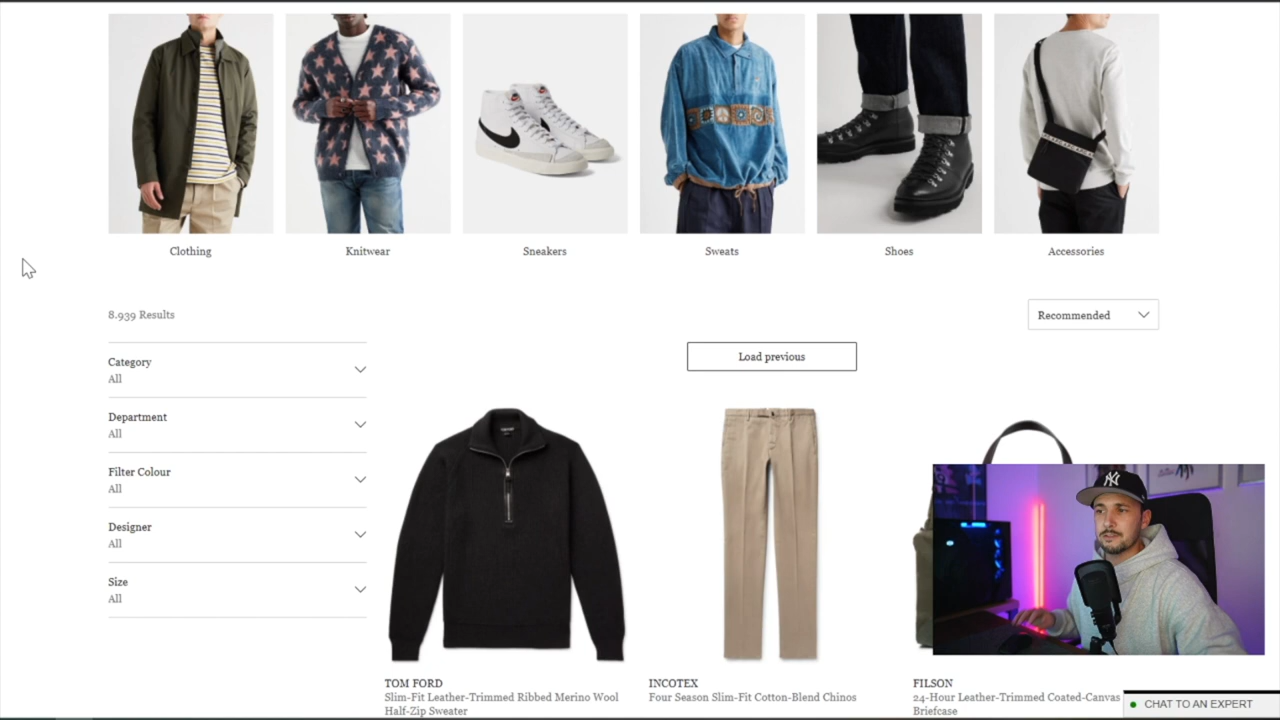 Clothing
Knitwear
Sneakers
Sweats
Shoes
Accessories
8.939 Results
Recommended
Load previous
Category
All
Department
All
Filter Colour
All
Designer
All
Size
All
TOM FORD
Slim-Fit Leather-Trimmed Ribbed Merino Wool
Half-Zip Sweater
INCOTEX
Four Season Slim-Fit Cotton-Blend Chinos
FILSON
24-Hour Leather-Trimmed Coated-Canvas
Briefcase
CHAT TO AN EXPERT